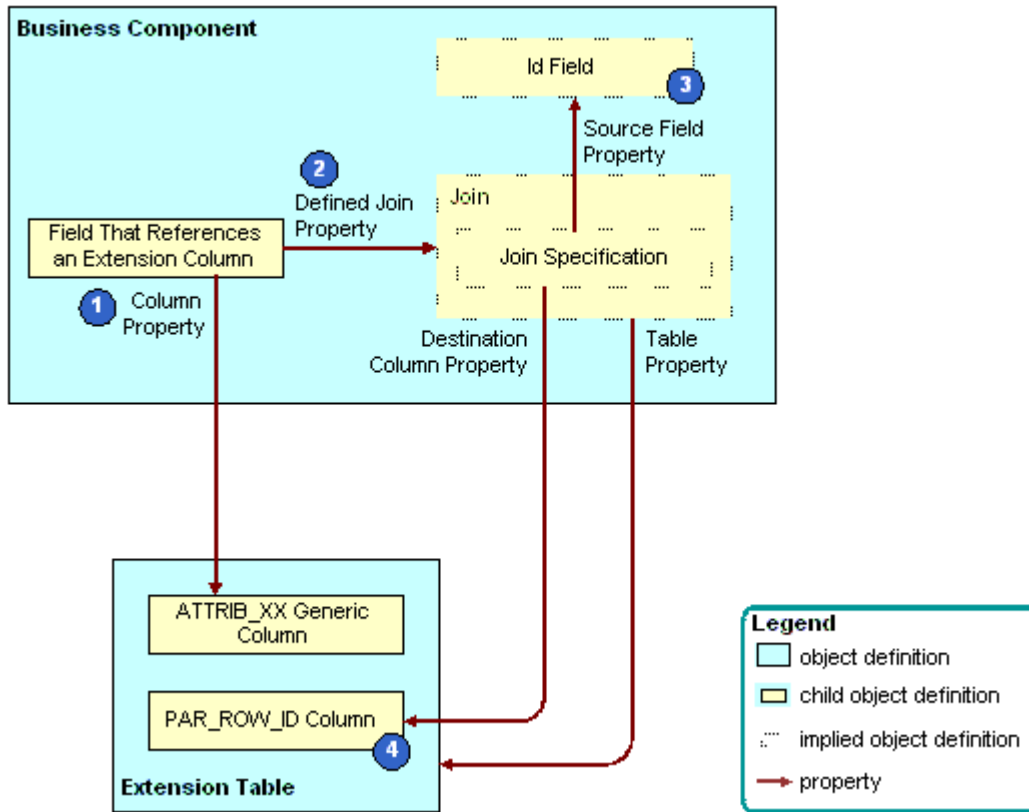 Business Component
Id Field
3
Source Field
Property
2
Defined Join
Property
Join
Field That References
an Extension Column
Join Specification
1
Column
Property
Destination
Column Property
Table
Property
ATTRIB_XX Generic
Column
PAR_ROW_ID Column
4
Extension Table
Legend
object definition
child object definition
implied object definition
property